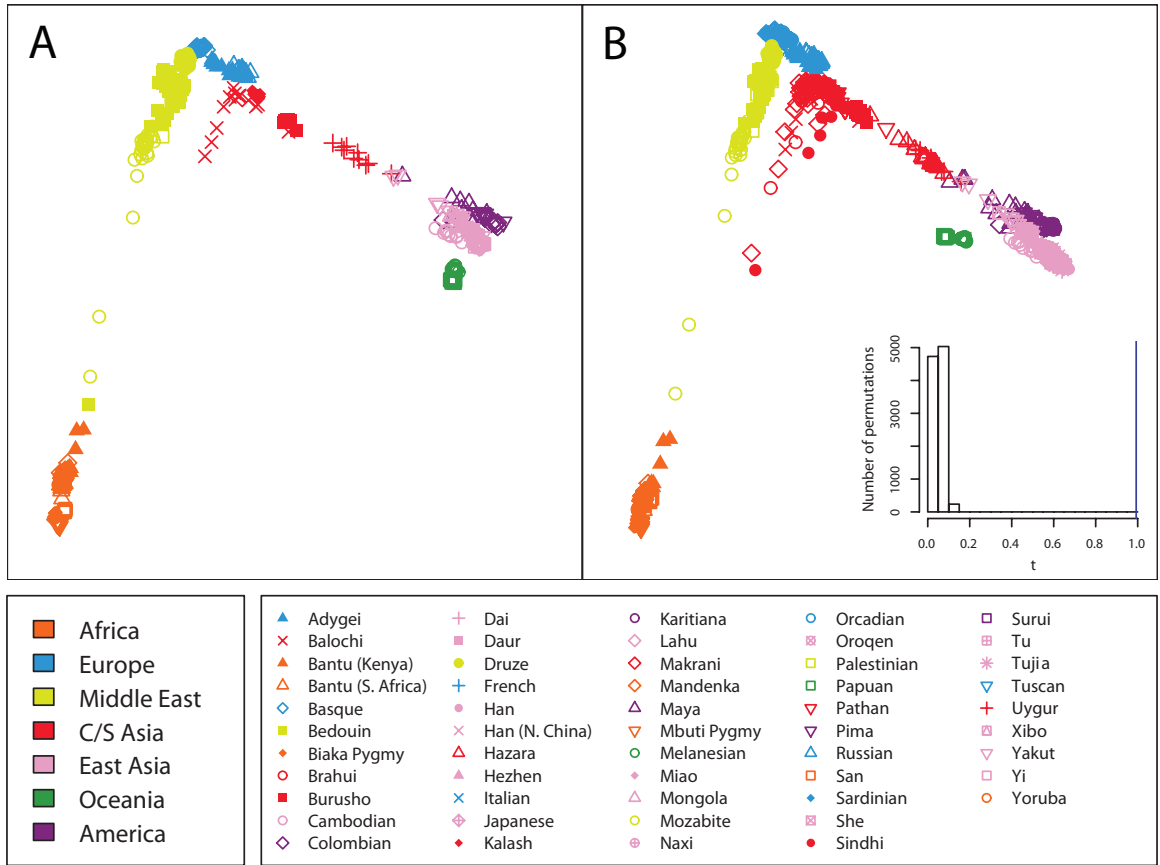 A
B
Number of permutations
0
1000
3000
5000
0.0
0.2
0.4
0.6
0.8
1.0
t
Africa
Europe
Middle East
C/S Asia
East Asia
Oceania
America
Adygei
Balochi
Bantu (Kenya)
Bantu (S. Africa)
Basque
Bedouin
Biaka Pygmy
Brahui
Burusho
Cambodian
Colombian
Dai
Daur
Druze
French
Han
Han (N. China)
Hazara
Hezhen
Italian
Japanese
Kalash
Karitiana
Lahu
Makrani
Mandenka
Maya
Mbuti Pygmy
Melanesian
Miao
Mongola
Mozabite
Naxi
Orcadian
Oroqen
Palestinian
Papuan
Pathan
Pima
Russian
San
Sardinian
She
Sindhi
Surui
Tu
Tujia
Tuscan
Uygur
Xibo
Yakut
Yi
Yoruba